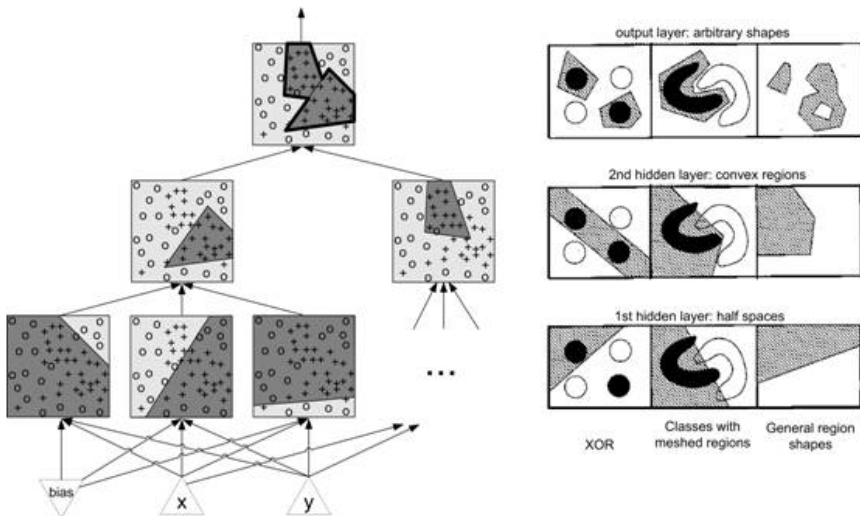 output layer: arbitrary shapes
2nd hidden layer: convex regions
1st hidden layer: half spaces
XOR
Classes with
meshed regions
General region
shapes
bias
x
y
...